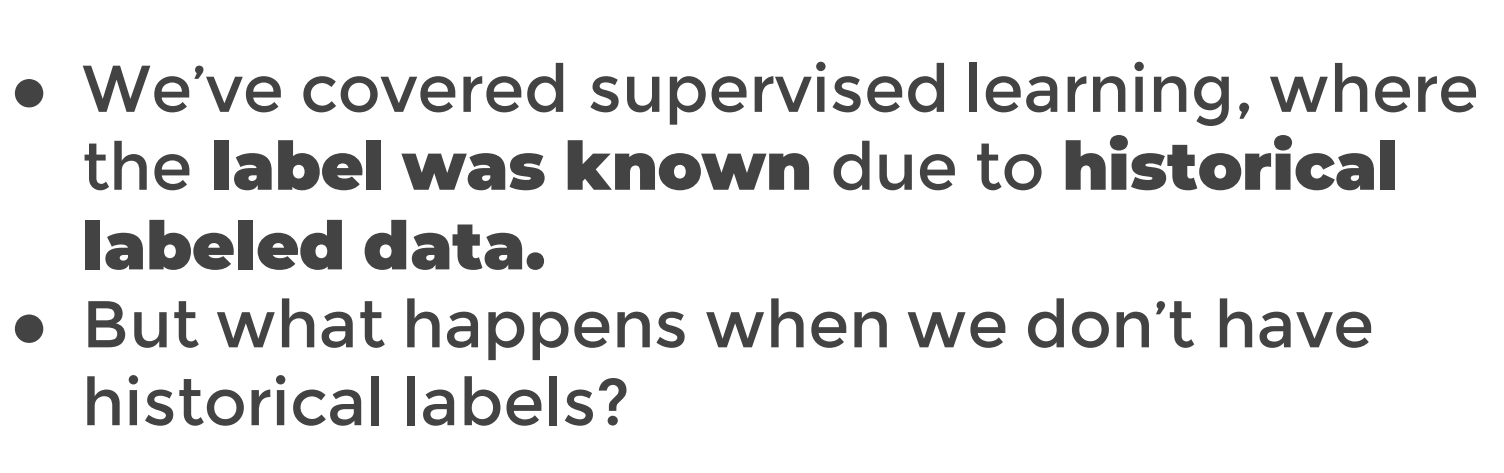 ● We’ve covered supervised learning, where
the label was known due to historical
labeled data.
● But what happens when we don’t have
historical labels?